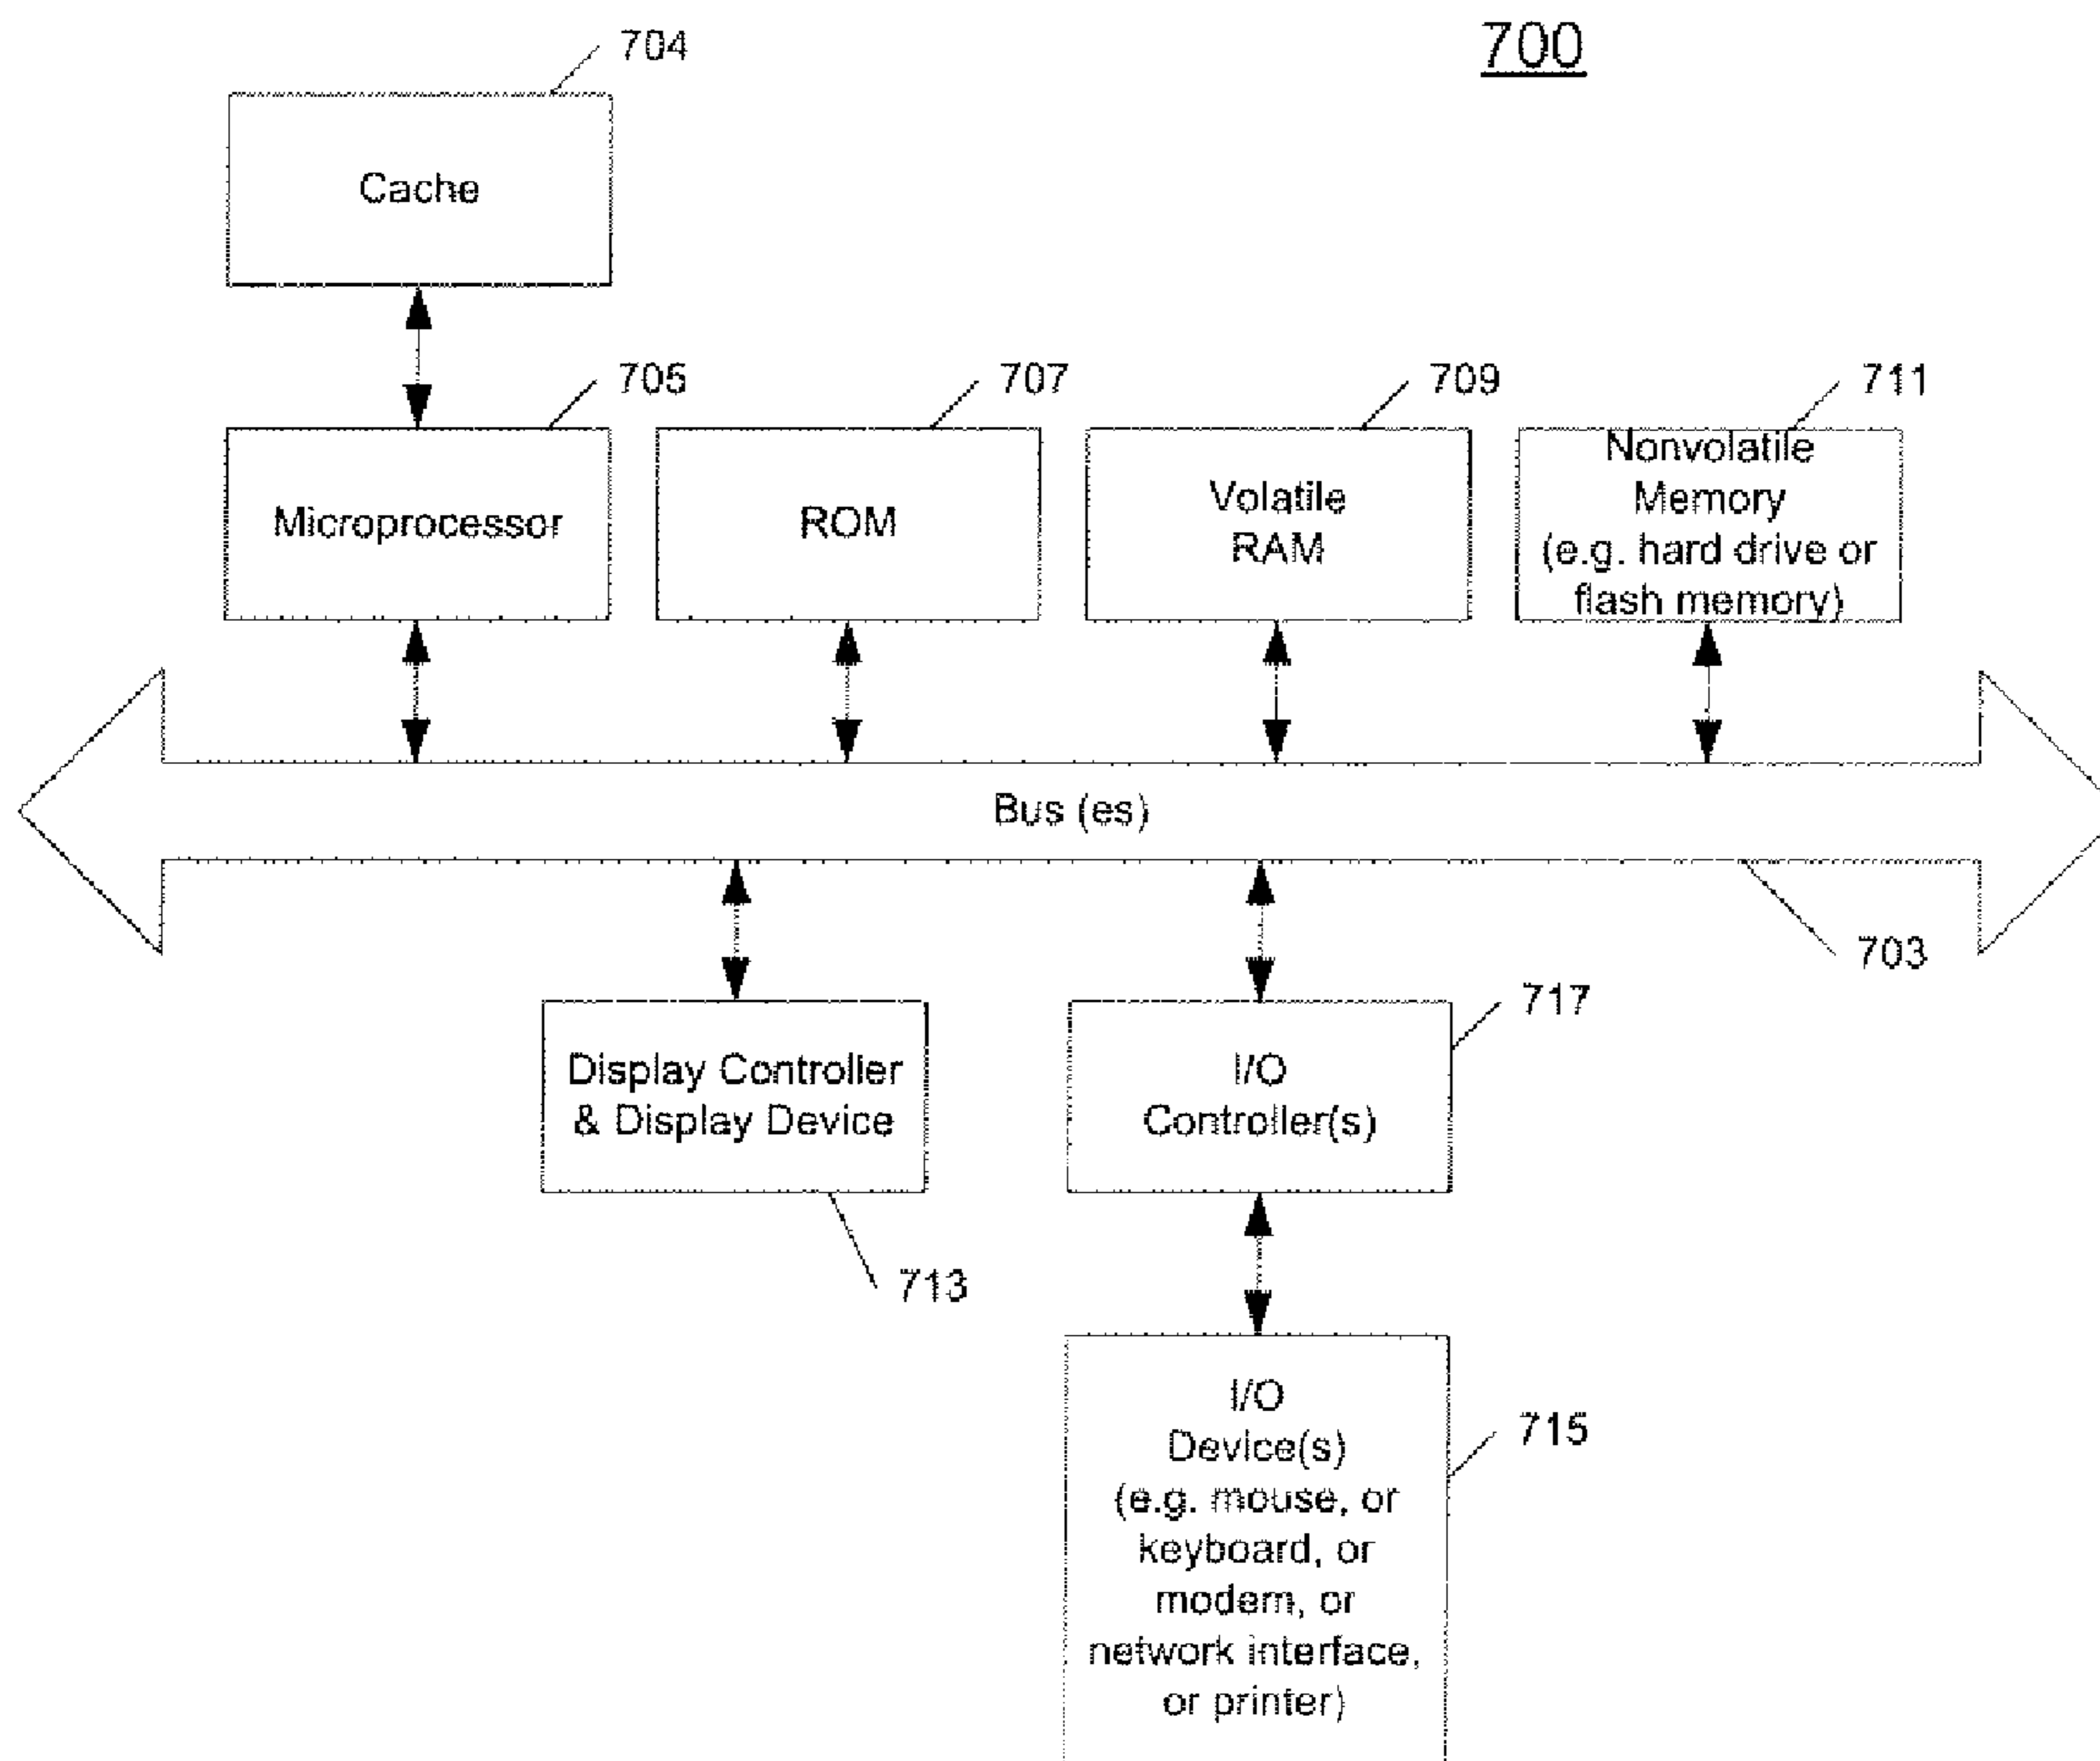 700
704
Cache
705
707
709
711
Microprocessor
ROM
Volatile
RAM
Nonvolatile
Memory
(e.g. hard drive or
flash memory)
Bus (es)
703
717
Display Controller
& Display Device
I/O
Controller(s)
713
715
I/O
Device(s)
(e.g. mouse, or
keyboard, or
modem, or
network interface,
or printer)